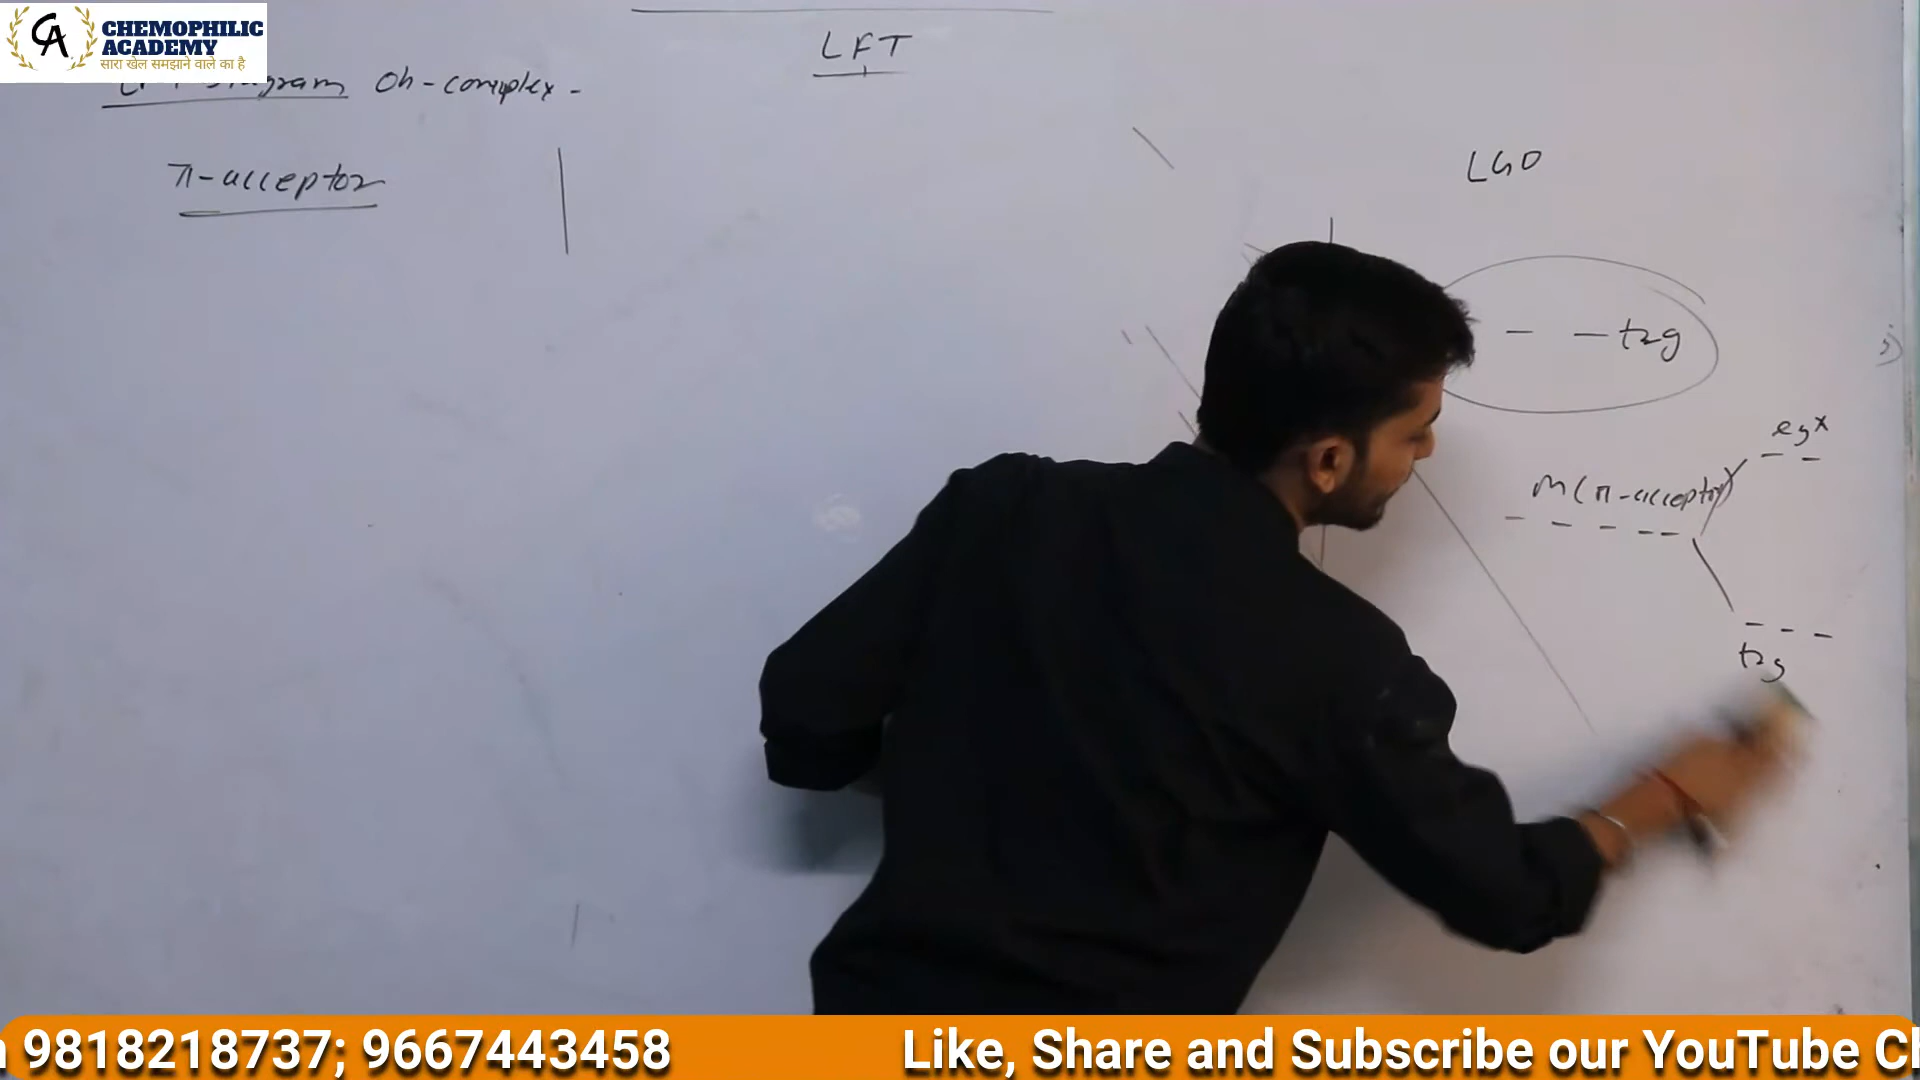 CHEMOPHILIC
ACADEMY
सारा खेल समझाने वाले का है
LFT
diagram Oh-complex -
π-acceptor
LGO
— — t2g
eg*
M(π-acceptor)
t2g
9818218737; 9667443458 Like, Share and Subscribe our YouTube